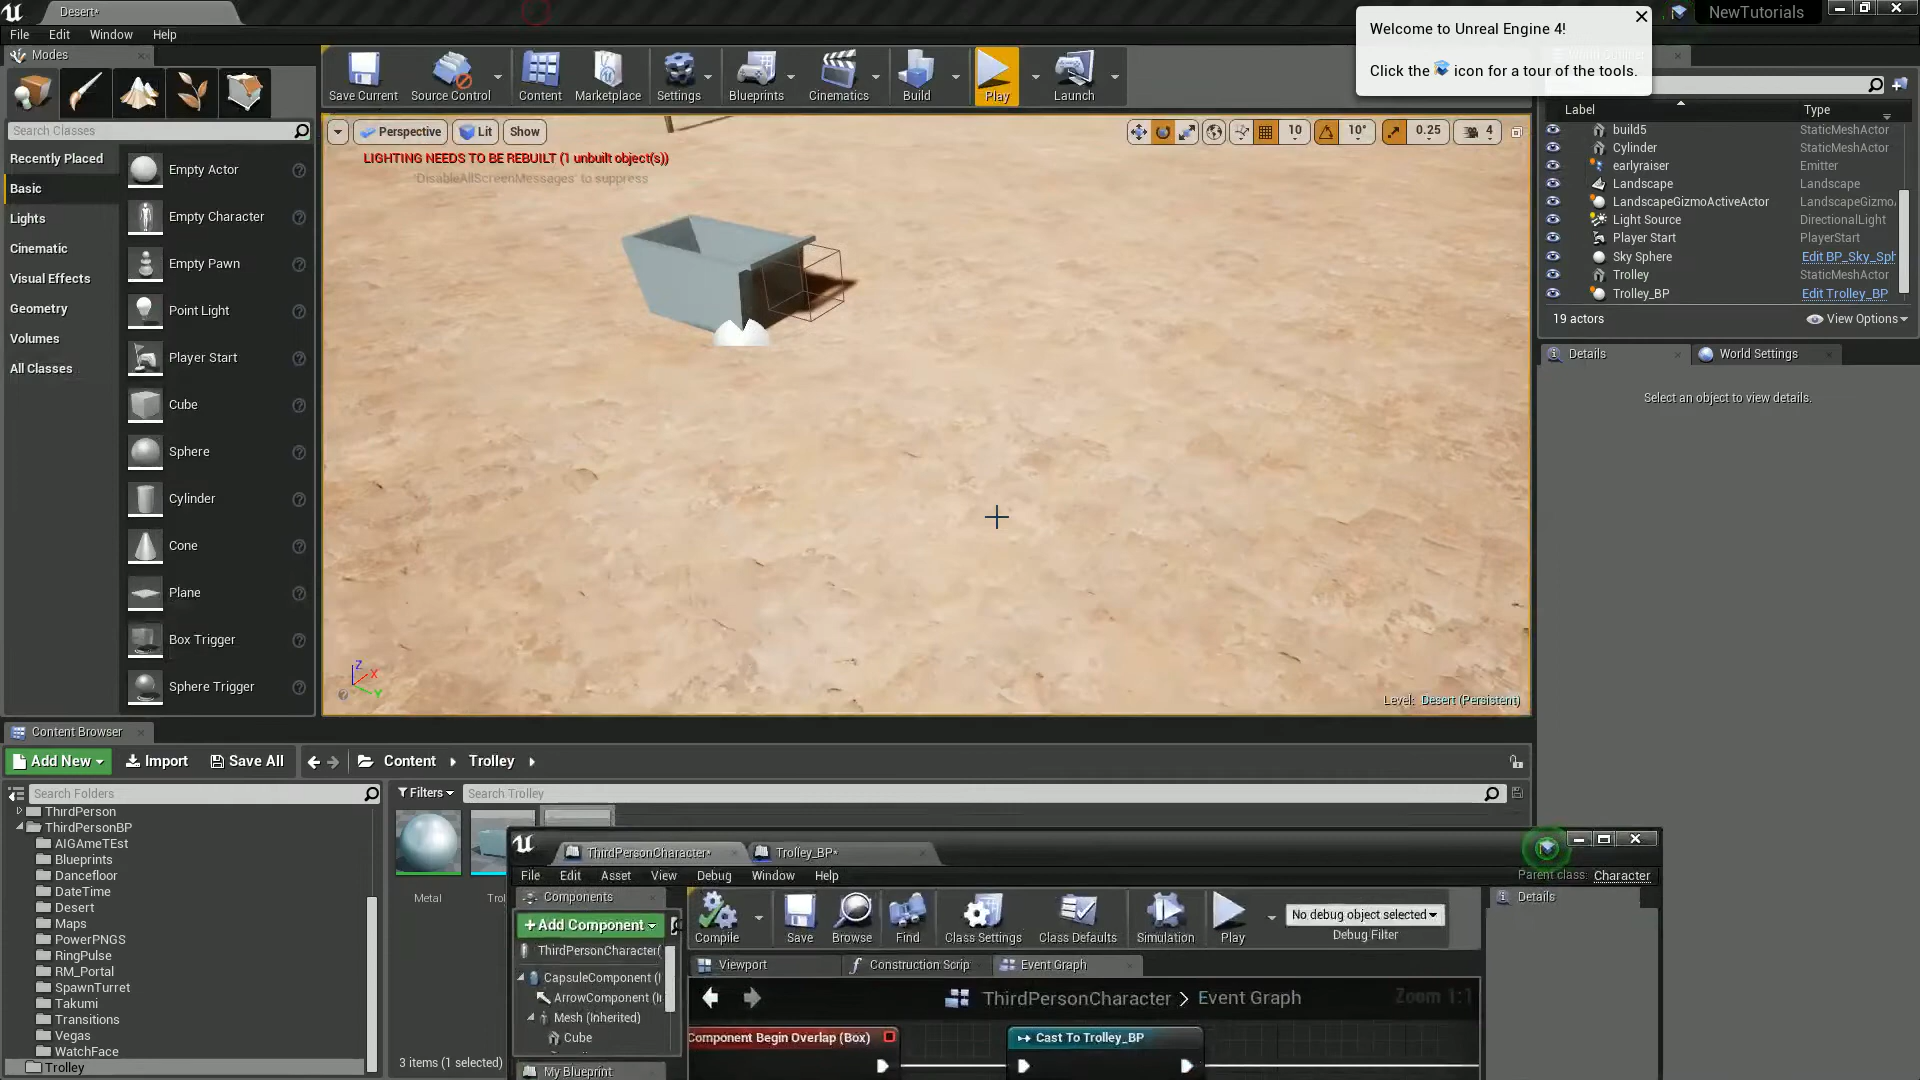 Desert*
NewTutorials
File Edit Window Help
Welcome to Unreal Engine 4!
Click the icon for a tour of the tools.
Modes
Save Current
Source Control
Content
Marketplace
Settings
Blueprints
Cinematics
Build
Play
Launch
Search Classes
Recently Placed
Basic
Lights
Cinematic
Visual Effects
Geometry
Volumes
All Classes
Empty Actor
Empty Character
Empty Pawn
Point Light
Player Start
Cube
Sphere
Cylinder
Cone
Plane
Box Trigger
Sphere Trigger
Perspective Lit Show
10 10° 0.25 4
LIGHTING NEEDS TO BE REBUILT (1 unbuilt object(s))
'DisableAllScreenMessages' to suppress
Z
X
Y
Level: Desert (Persistent)
Label Type
build5 StaticMeshActor
Cylinder StaticMeshActor
earlyraiser Emitter
Landscape Landscape
LandscapeGizmoActiveActor LandscapeGizmo
Light Source DirectionalLight
Player Start PlayerStart
Sky Sphere Edit BP_Sky_Sph
Trolley StaticMeshActor
Trolley_BP Edit Trolley_BP
19 actors View Options
Details World Settings
Select an object to view details.
Content Browser
Add New Import Save All Content Trolley
Search Folders
Filters Search Trolley
ThirdPerson
ThirdPersonBP
AIGAmeTEst
Blueprints
Dancefloor
DateTime
Desert
Maps
PowerPNGS
RingPulse
RM_Portal
SpawnTurret
Takumi
Transitions
Vegas
WatchFace
Trolley
Metal
Trol
3 items (1 selected)
ThirdPersonCharacter* Trolley_BP*
File Edit Asset View Debug Window Help
Parent class: Character
Components
+Add Component
ThirdPersonCharacter(
CapsuleComponent (I
ArrowComponent (I
Mesh (Inherited)
Cube
My Blueprint
Compile
Save
Browse
Find
Class Settings
Class Defaults
Simulation
Play
No debug object selected
Debug Filter
Details
Viewport Construction Scrip Event Graph
ThirdPersonCharacter > Event Graph
Zoom 1:1
Component Begin Overlap (Box)
Cast To Trolley_BP